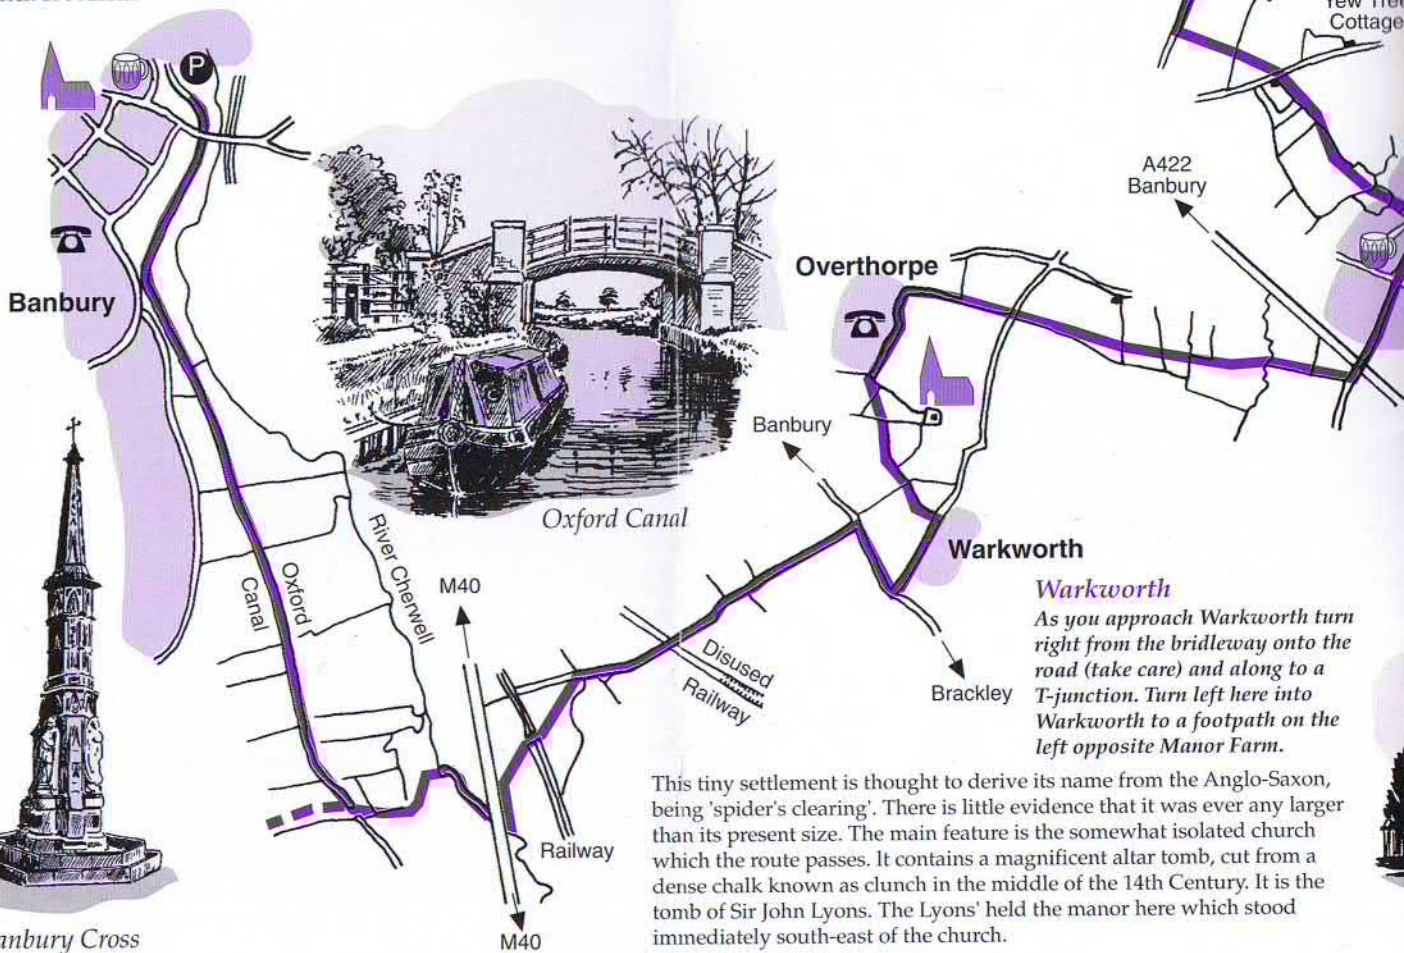 Yew Tree
Cottage
P
A422
Banbury
Banbury
Overthorpe
Banbury
Oxford Canal
River Cherwell
Oxford
Canal
M40
Warkworth
Disused
Railway
Brackley
Railway
M40
Banbury Cross
Warkworth
As you approach Warkworth turn
right from the bridleway onto the
road (take care) and along to a
T-junction. Turn left here into
Warkworth to a footpath on the
left opposite Manor Farm.
This tiny settlement is thought to derive its name from the Anglo-Saxon,
being 'spider's clearing'. There is little evidence that it was ever any larger
than its present size. The main feature is the somewhat isolated church
which the route passes. It contains a magnificent altar tomb, cut from a
dense chalk known as clunch in the middle of the 14th Century. It is the
tomb of Sir John Lyons. The Lyons' held the manor here which stood
immediately south-east of the church.